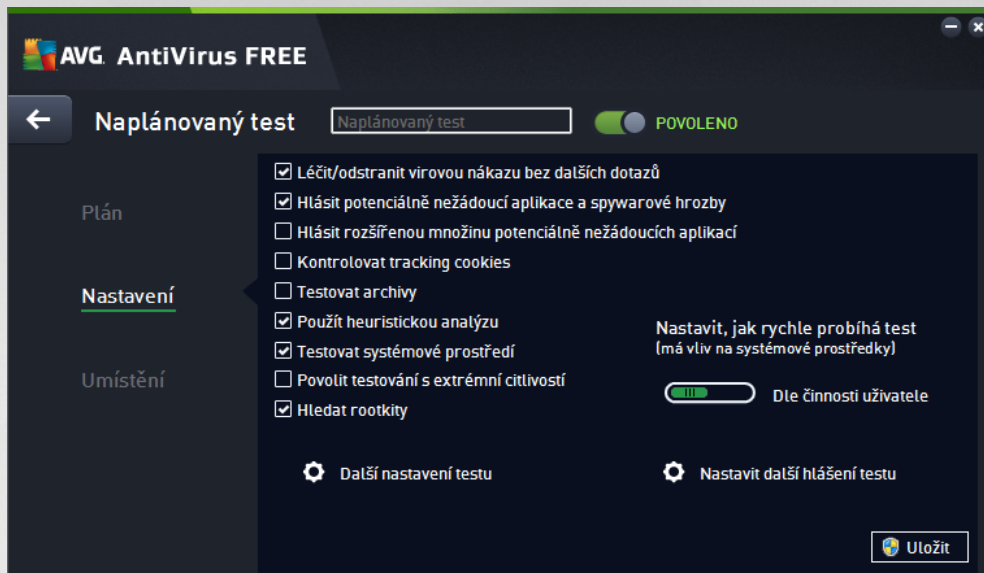 AVG. AntiVirus FREE
Naplánovaný test
Naplánovaný test
POVOLENO
Plán
Nastavení
Umístění
Léčit/odstranit virovou nákazu bez dalších dotazů
Hlásit potenciálně nežádoucí aplikace a spywarové hrozby
Hlásit rozšířenou množinu potenciálně nežádoucích aplikací
Kontrolovat tracking cookies
Testovat archivy
Použít heuristickou analýzu
Testovat systémové prostředí
Povolit testování s extrémní citlivostí
Hledat rootkity
Nastavit, jak rychle probíhá test
(má vliv na systémové prostředky)
Dle činnosti uživatele
Další nastavení testu
Nastavit další hlášení testu
Uložit